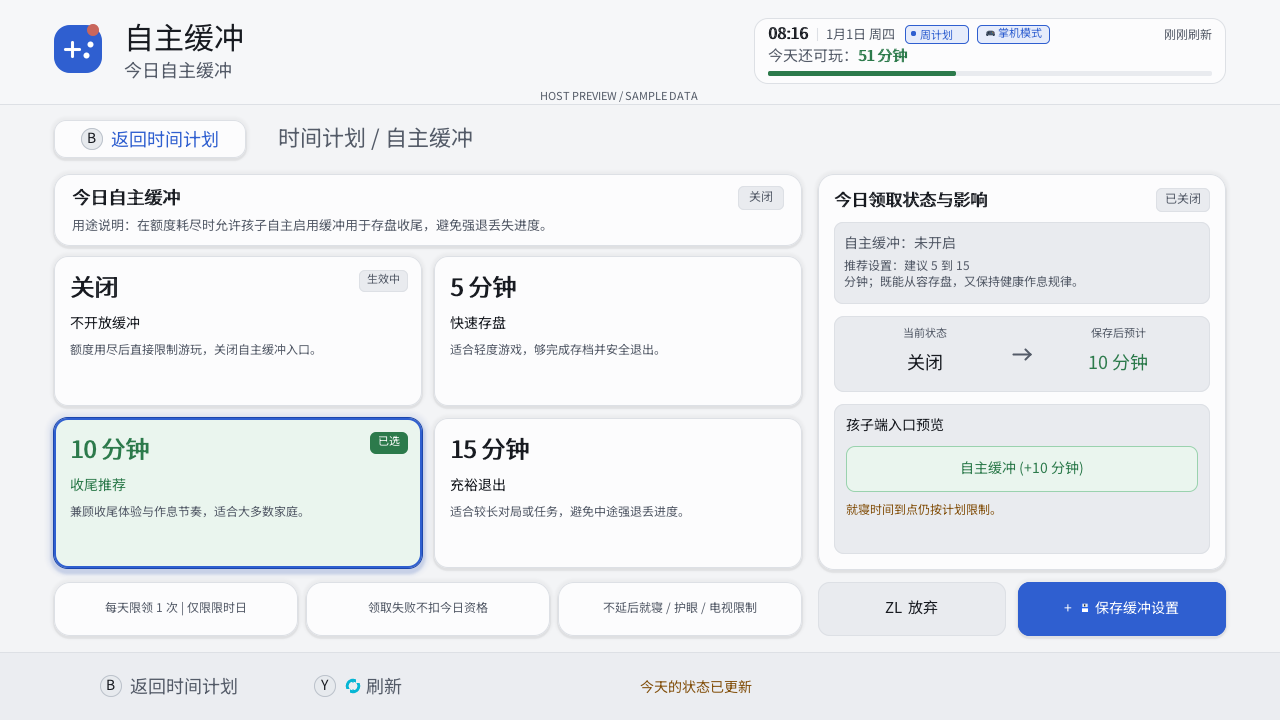 自主缓冲
今日自主缓冲
08:16 1月1日 周四 周计划 掌机模式 刚刚刷新
今天还可玩：51 分钟
HOST PREVIEW / SAMPLE DATA
B 返回时间计划
时间计划 / 自主缓冲
今日自主缓冲
关闭
用途说明：在额度耗尽时允许孩子自主启用缓冲用于存盘收尾，避免强退丢失进度。
关闭
生效中
不开放缓冲
额度用尽后直接限制游玩，关闭自主缓冲入口。
5 分钟
快速存盘
适合轻度游戏，够完成存档并安全退出。
10 分钟
已选
收尾推荐
兼顾收尾体验与作息节奏，适合大多数家庭。
15 分钟
充裕退出
适合较长对局或任务，避免中途强退丢进度。
每天限领 1 次 | 仅限限时日
领取失败不扣今日资格
不延后就寝 / 护眼 / 电视限制
今日领取状态与影响
已关闭
自主缓冲：未开启
推荐设置：建议 5 到 15
分钟；既能从容存盘，又保持健康作息规律。
当前状态
关闭
→
保存后预计
10 分钟
孩子端入口预览
自主缓冲 (+10 分钟)
就寝时间到点仍按计划限制。
ZL 放弃
+ 保存缓冲设置
B 返回时间计划
Y 刷新
今天的状态已更新